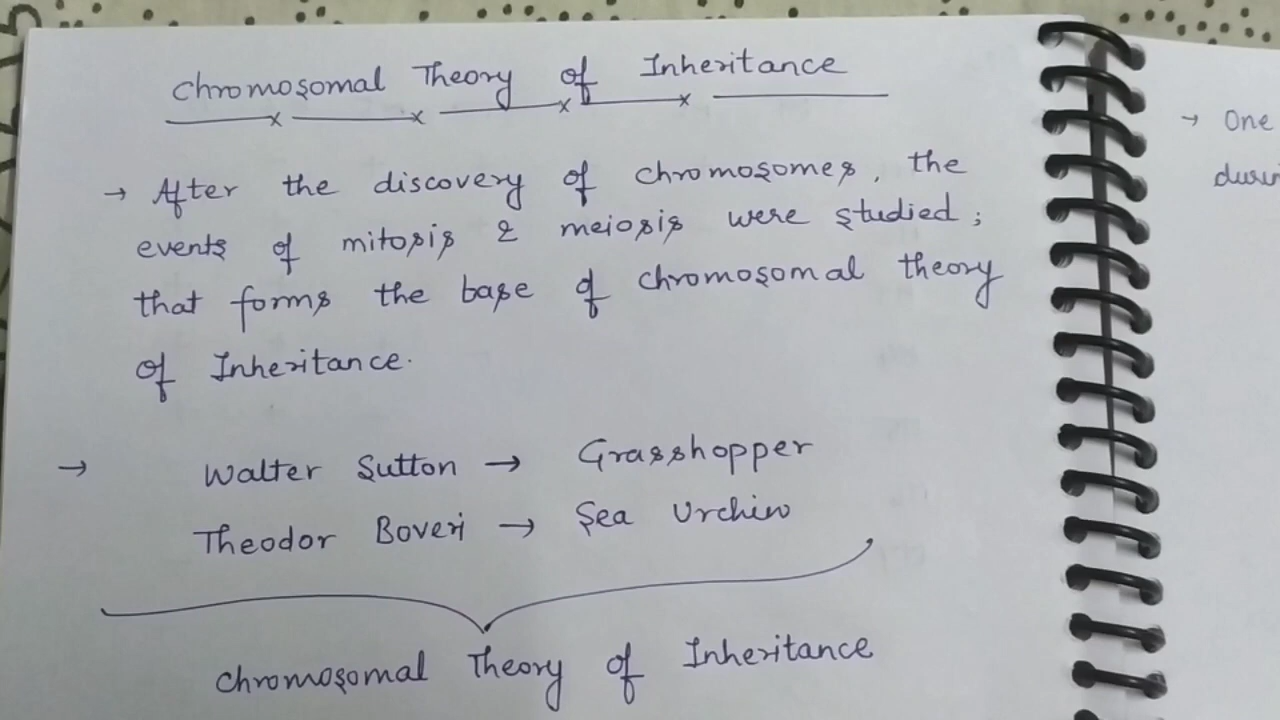 Chromosomal Theory of Inheritance
→ After the discovery of chromosomes, the
events of mitosis & meiosis were studied;
that forms the base of chromosomal theory
of Inheritance.
→ Walter Sutton → Grasshopper
Theodor Boveri → Sea Urchin
Chromosomal Theory of Inheritance
→ One